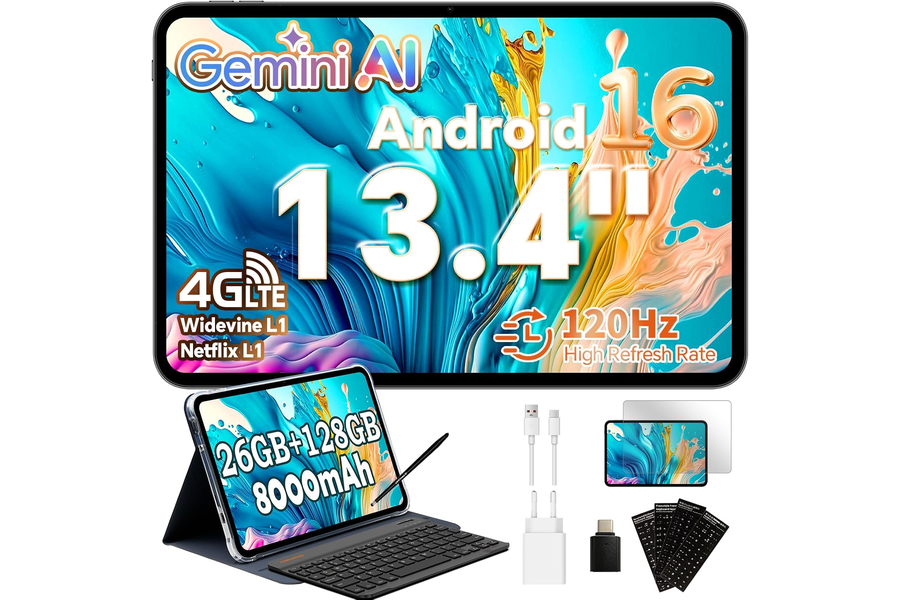 Gemini AI
Android 16
13.4"
4G LTE
Widevine L1
Netflix L1
120Hz
High Refresh Rate
26GB+128GB
8000mAh